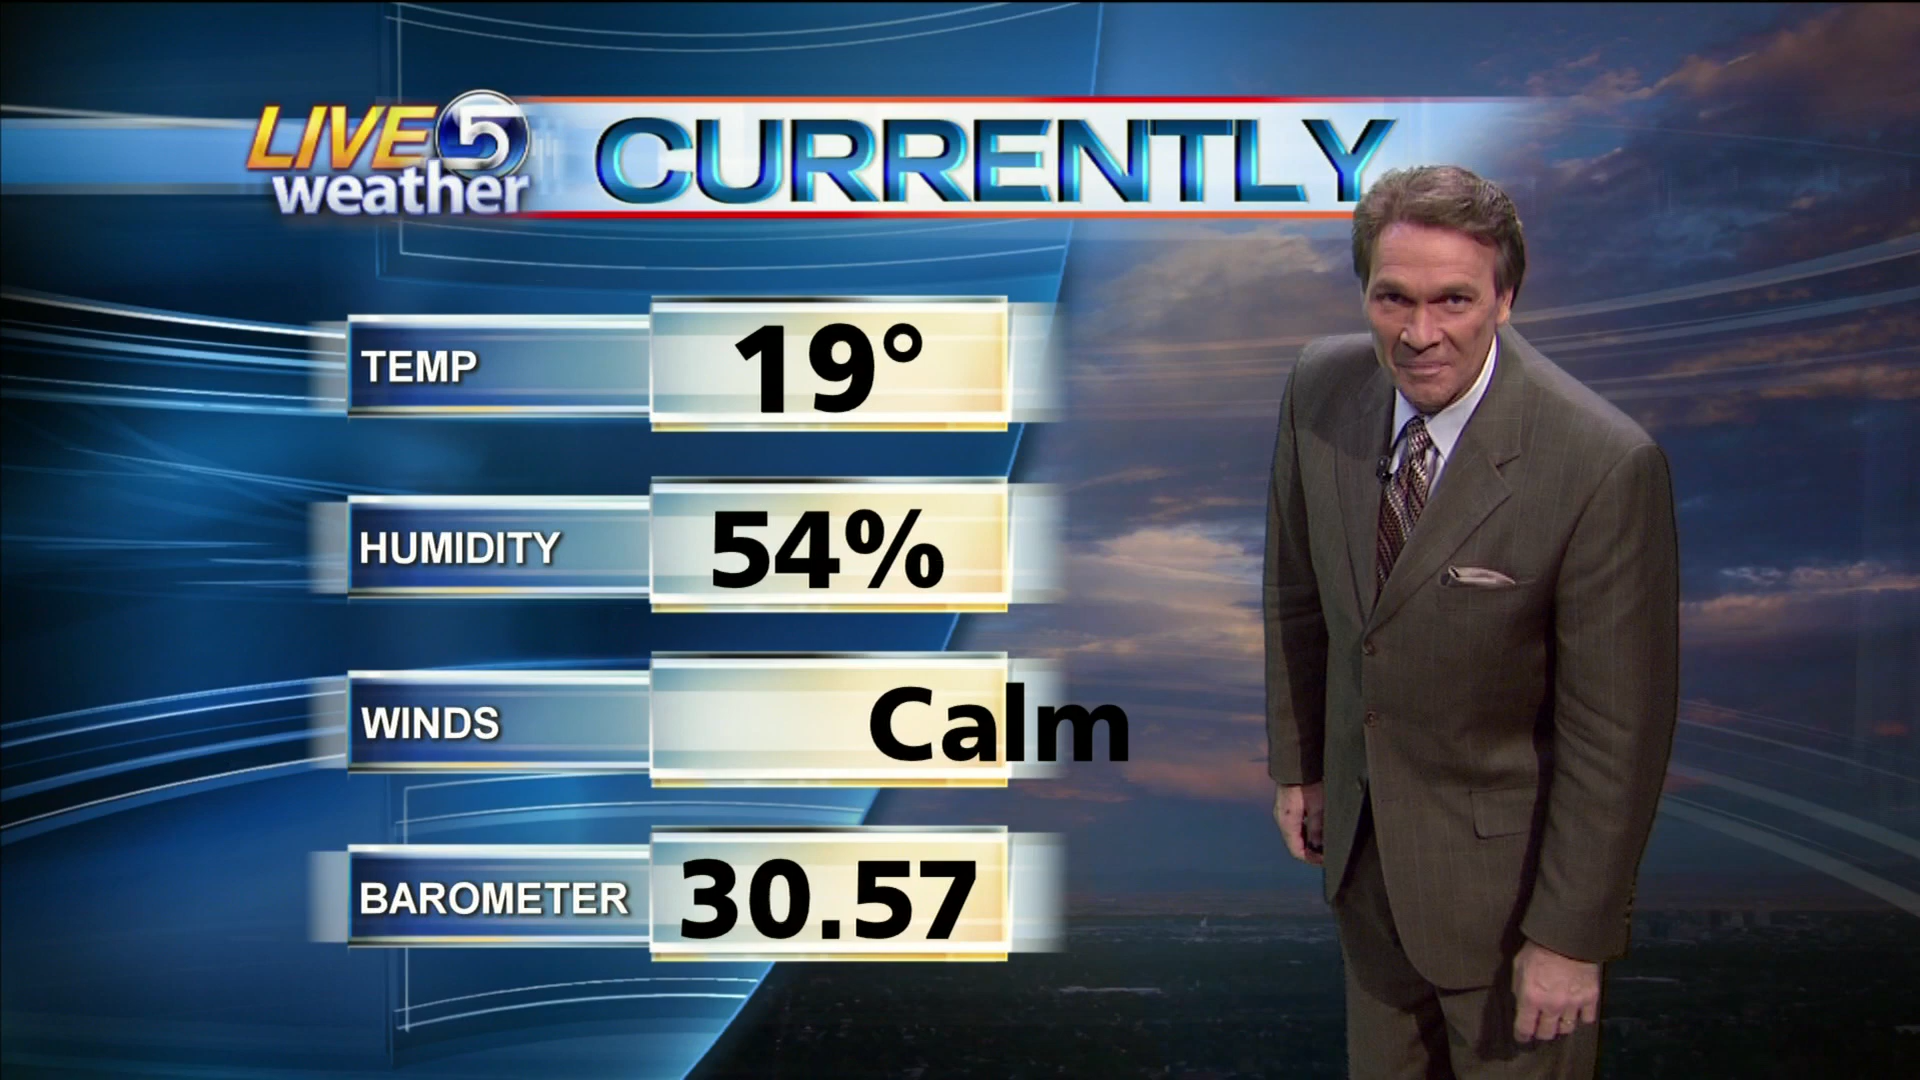 LIVE 5 CURRENTLY
weather
TEMP 19°
HUMIDITY 54%
WINDS Calm
BAROMETER 30.57